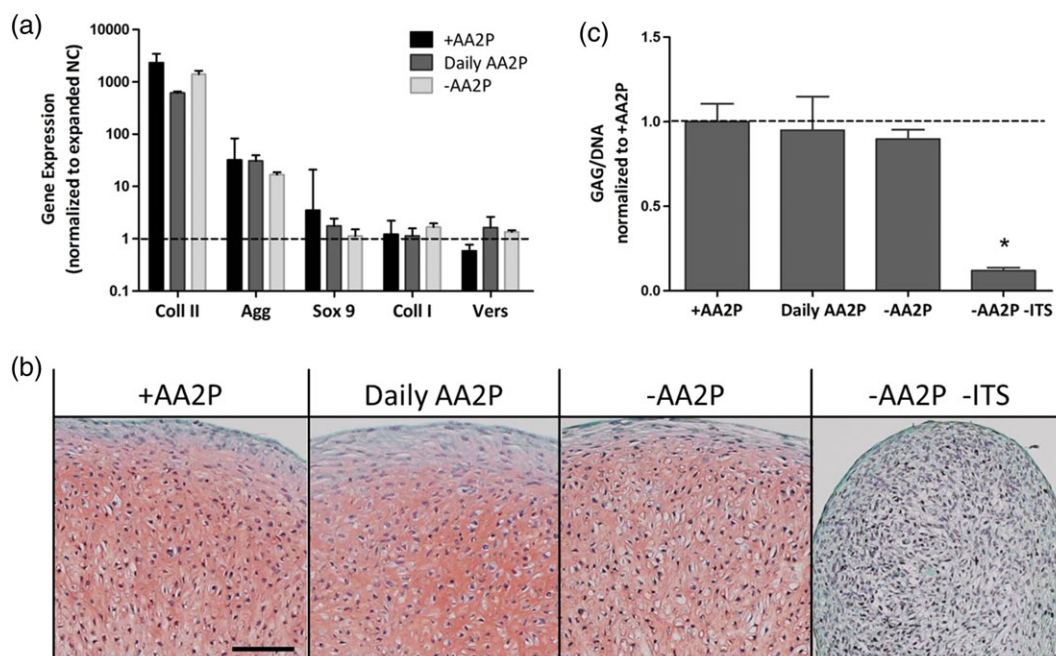 (a)
10000
1000
100
10
1
0.1
Gene Expression
(normalized to expanded NC)
+AA2P
Daily AA2P
-AA2P
Coll II Agg Sox 9 Coll I Vers
(c)
1.5
1.0
0.5
0.0
GAG/DNA
normalized to +AA2P
*
+AA2P Daily AA2P -AA2P -AA2P -ITS
(b)
+AA2P Daily AA2P -AA2P -AA2P -ITS